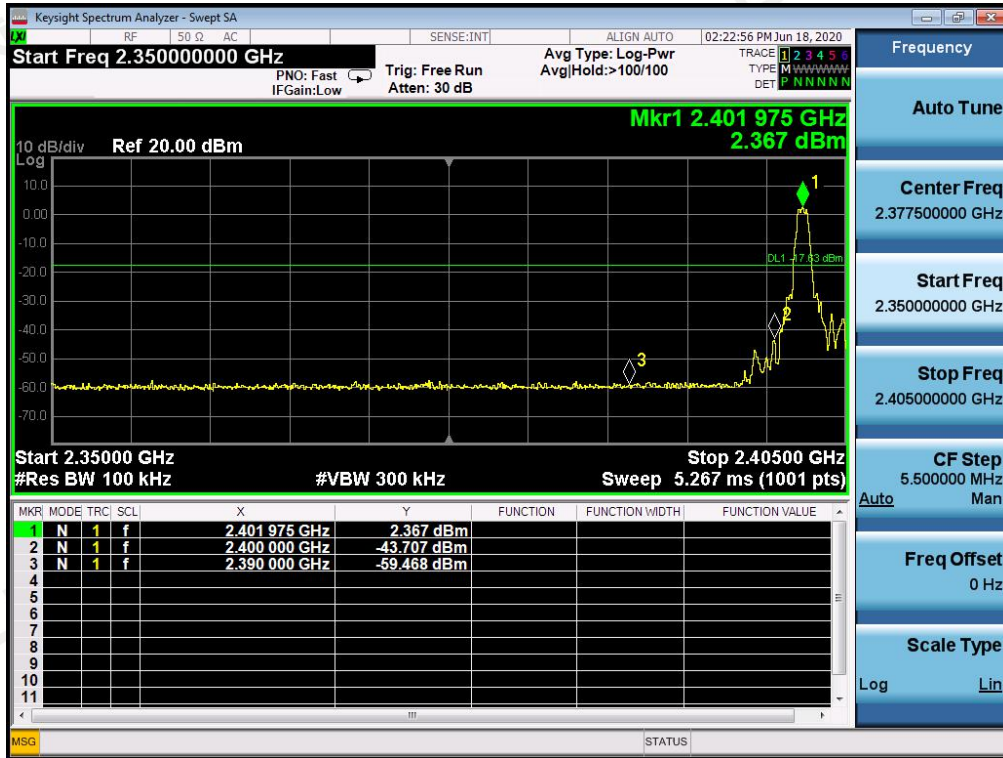 Keysight Spectrum Analyzer - Swept SA
LXI RF 50 Ω AC SENSE:INT ALIGN AUTO 02:22:56 PM Jun 18, 2020
Start Freq 2.350000000 GHz
PNO: Fast
IFGain:Low
Trig: Free Run
Atten: 30 dB
Avg Type: Log-Pwr
Avg|Hold:>100/100
TRACE 1 2 3 4 5 6
TYPE M WWWWW
DET P N N N N N
Mkr1 2.401 975 GHz
2.367 dBm
10 dB/div Ref 20.00 dBm
Log
10.0
0.00
-10.0
-20.0
-30.0
-40.0
-50.0
-60.0
-70.0
1
DL1 -17.63 dBm
2
3
Start 2.35000 GHz Stop 2.40500 GHz
#Res BW 100 kHz #VBW 300 kHz Sweep 5.267 ms (1001 pts)
MKR MODE TRC SCL X Y FUNCTION FUNCTION WIDTH FUNCTION VALUE
1 N 1 f 2.401 975 GHz 2.367 dBm
2 N 1 f 2.400 000 GHz -43.707 dBm
3 N 1 f 2.390 000 GHz -59.468 dBm
4
5
6
7
8
9
10
11
MSG STATUS
Frequency
Auto Tune
Center Freq
2.377500000 GHz
Start Freq
2.350000000 GHz
Stop Freq
2.405000000 GHz
CF Step
5.500000 MHz
Auto Man
Freq Offset
0 Hz
Scale Type
Log Lin